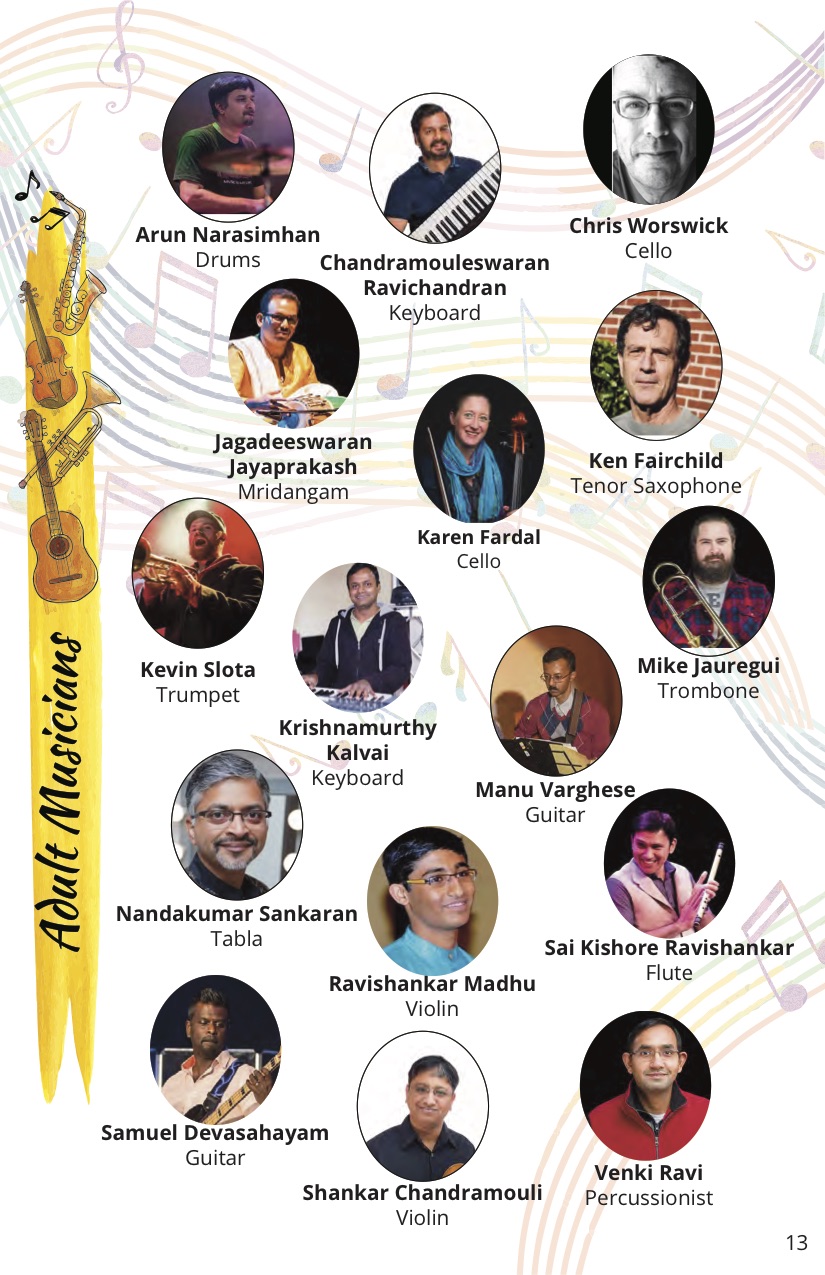 Arun Narasimhan
Drums
Chandramouleswaran
Ravichandran
Keyboard
Chris Worswick
Cello
Jagadeeswaran
Jayaprakash
Mridangam
Karen Fardal
Cello
Ken Fairchild
Tenor Saxophone
Kevin Slota
Trumpet
Krishnamurthy
Kalvai
Keyboard
Manu Varghese
Guitar
Mike Jauregui
Trombone
Nandakumar Sankaran
Tabla
Ravishankar Madhu
Violin
Sai Kishore Ravishankar
Flute
Samuel Devasahayam
Guitar
Shankar Chandramouli
Violin
Venki Ravi
Percussionist
Adult Musicians
13